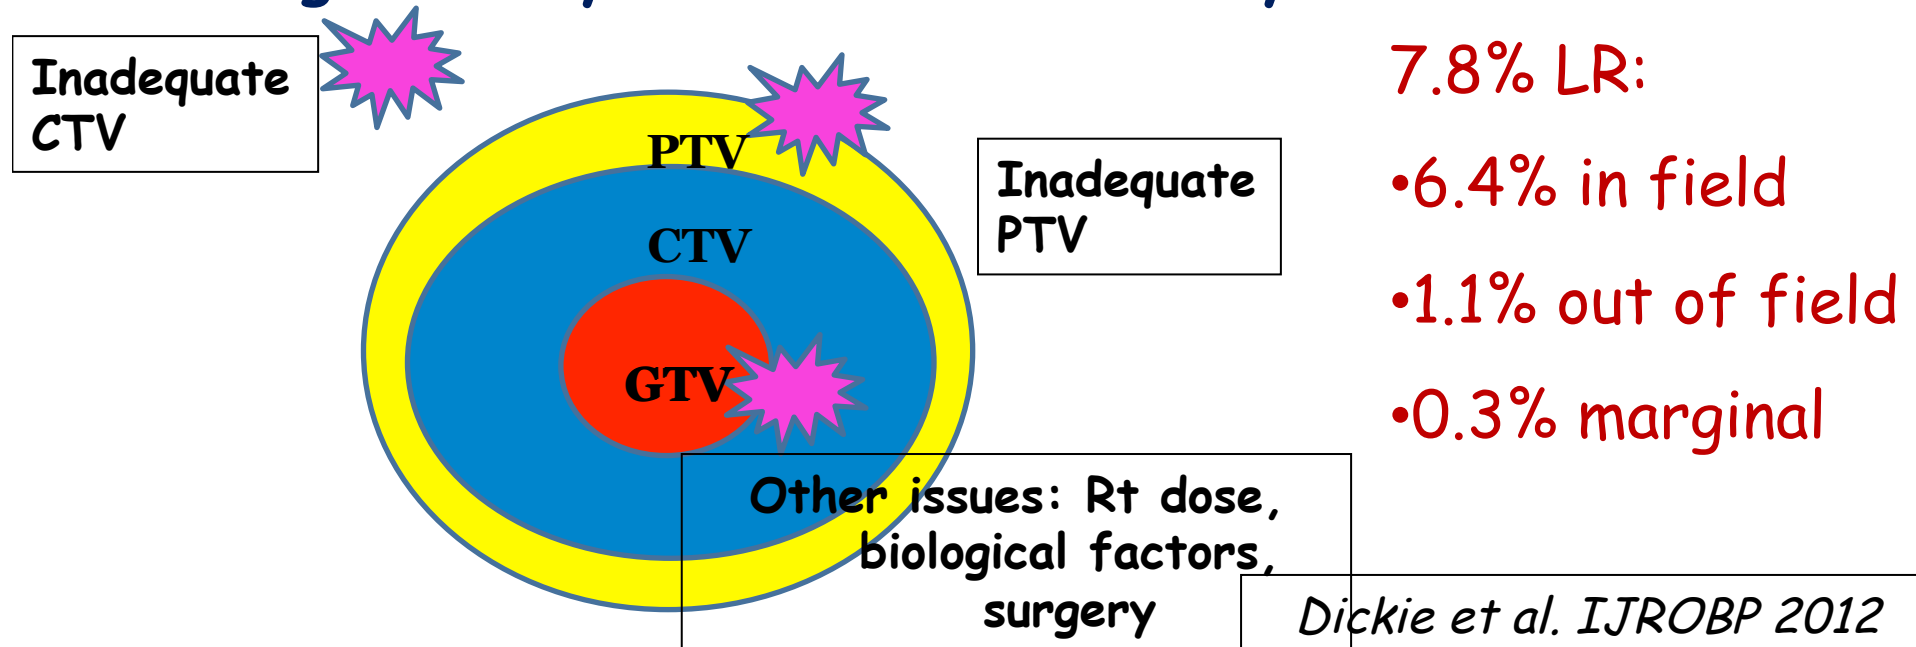 Inadequate
CTV
PTV
CTV
GTV
Inadequate
PTV
Other issues: Rt dose,
biological factors,
surgery
7.8% LR:
•6.4% in field
•1.1% out of field
•0.3% marginal
Dickie et al. IJROBP 2012